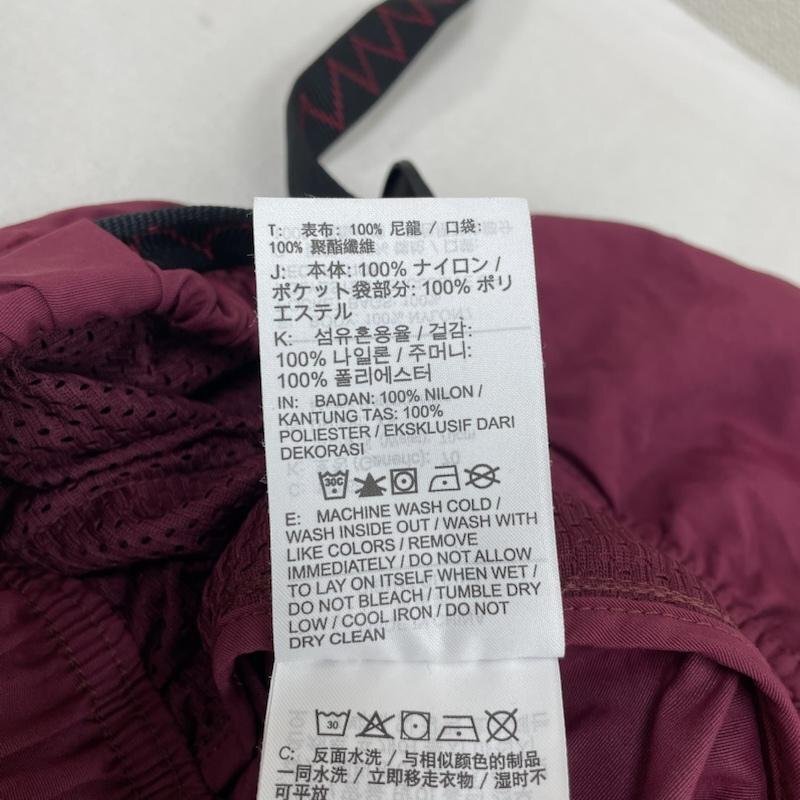 T: 表布: 100% 尼龍 / 口袋:
100% 聚酯纖維
J: 本体: 100% ナイロン /
ポケット袋部分: 100% ポリ
エステル
K: 섬유혼용율 / 겉감:
100% 나일론 / 주머니:
100% 폴리에스터
IN: BADAN: 100% NILON /
KANTUNG TAS: 100%
POLIESTER / EKSKLUSIF DARI
DEKORASI
30C
E: MACHINE WASH COLD /
WASH INSIDE OUT / WASH WITH
LIKE COLORS / REMOVE
IMMEDIATELY / DO NOT ALLOW
TO LAY ON ITSELF WHEN WET /
DO NOT BLEACH / TUMBLE DRY
LOW / COOL IRON / DO NOT
DRY CLEAN
30
C: 反面水洗 / 与相似颜色的制品
一同水洗 / 立即移走衣物 / 湿时不
可平放